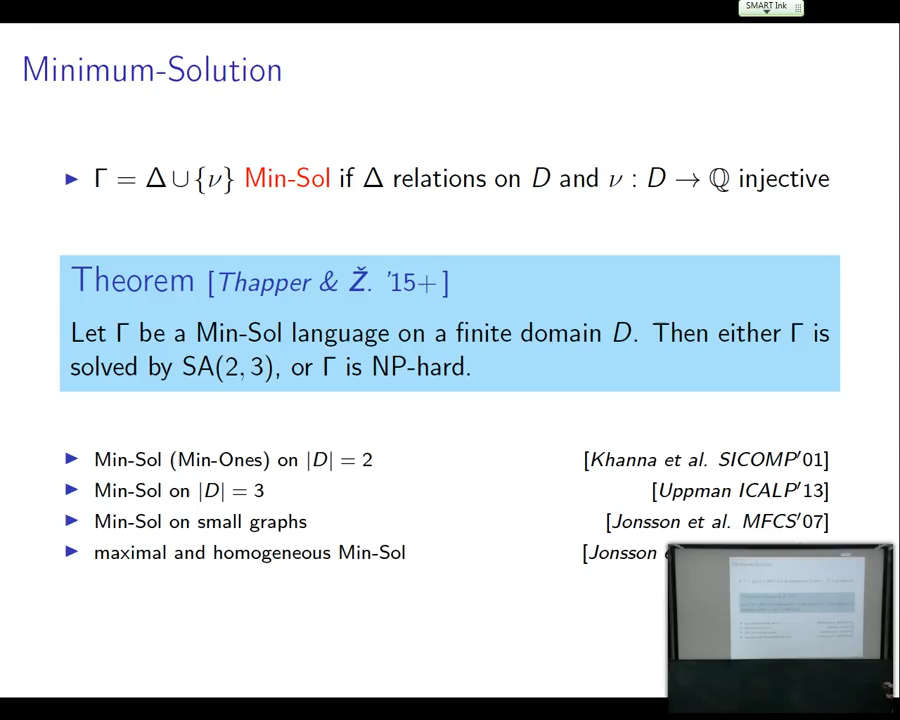 SMART Ink
Minimum-Solution
▶ Γ = Δ ∪ {ν} Min-Sol if Δ relations on D and ν : D → ℚ injective
Theorem [Thapper & Ž. '15+]
Let Γ be a Min-Sol language on a finite domain D. Then either Γ is
solved by SA(2, 3), or Γ is NP-hard.
▶ Min-Sol (Min-Ones) on |D| = 2 [Khanna et al. SICOMP'01]
▶ Min-Sol on |D| = 3 [Uppman ICALP'13]
▶ Min-Sol on small graphs [Jonsson et al. MFCS'07]
▶ maximal and homogeneous Min-Sol [Jonsson